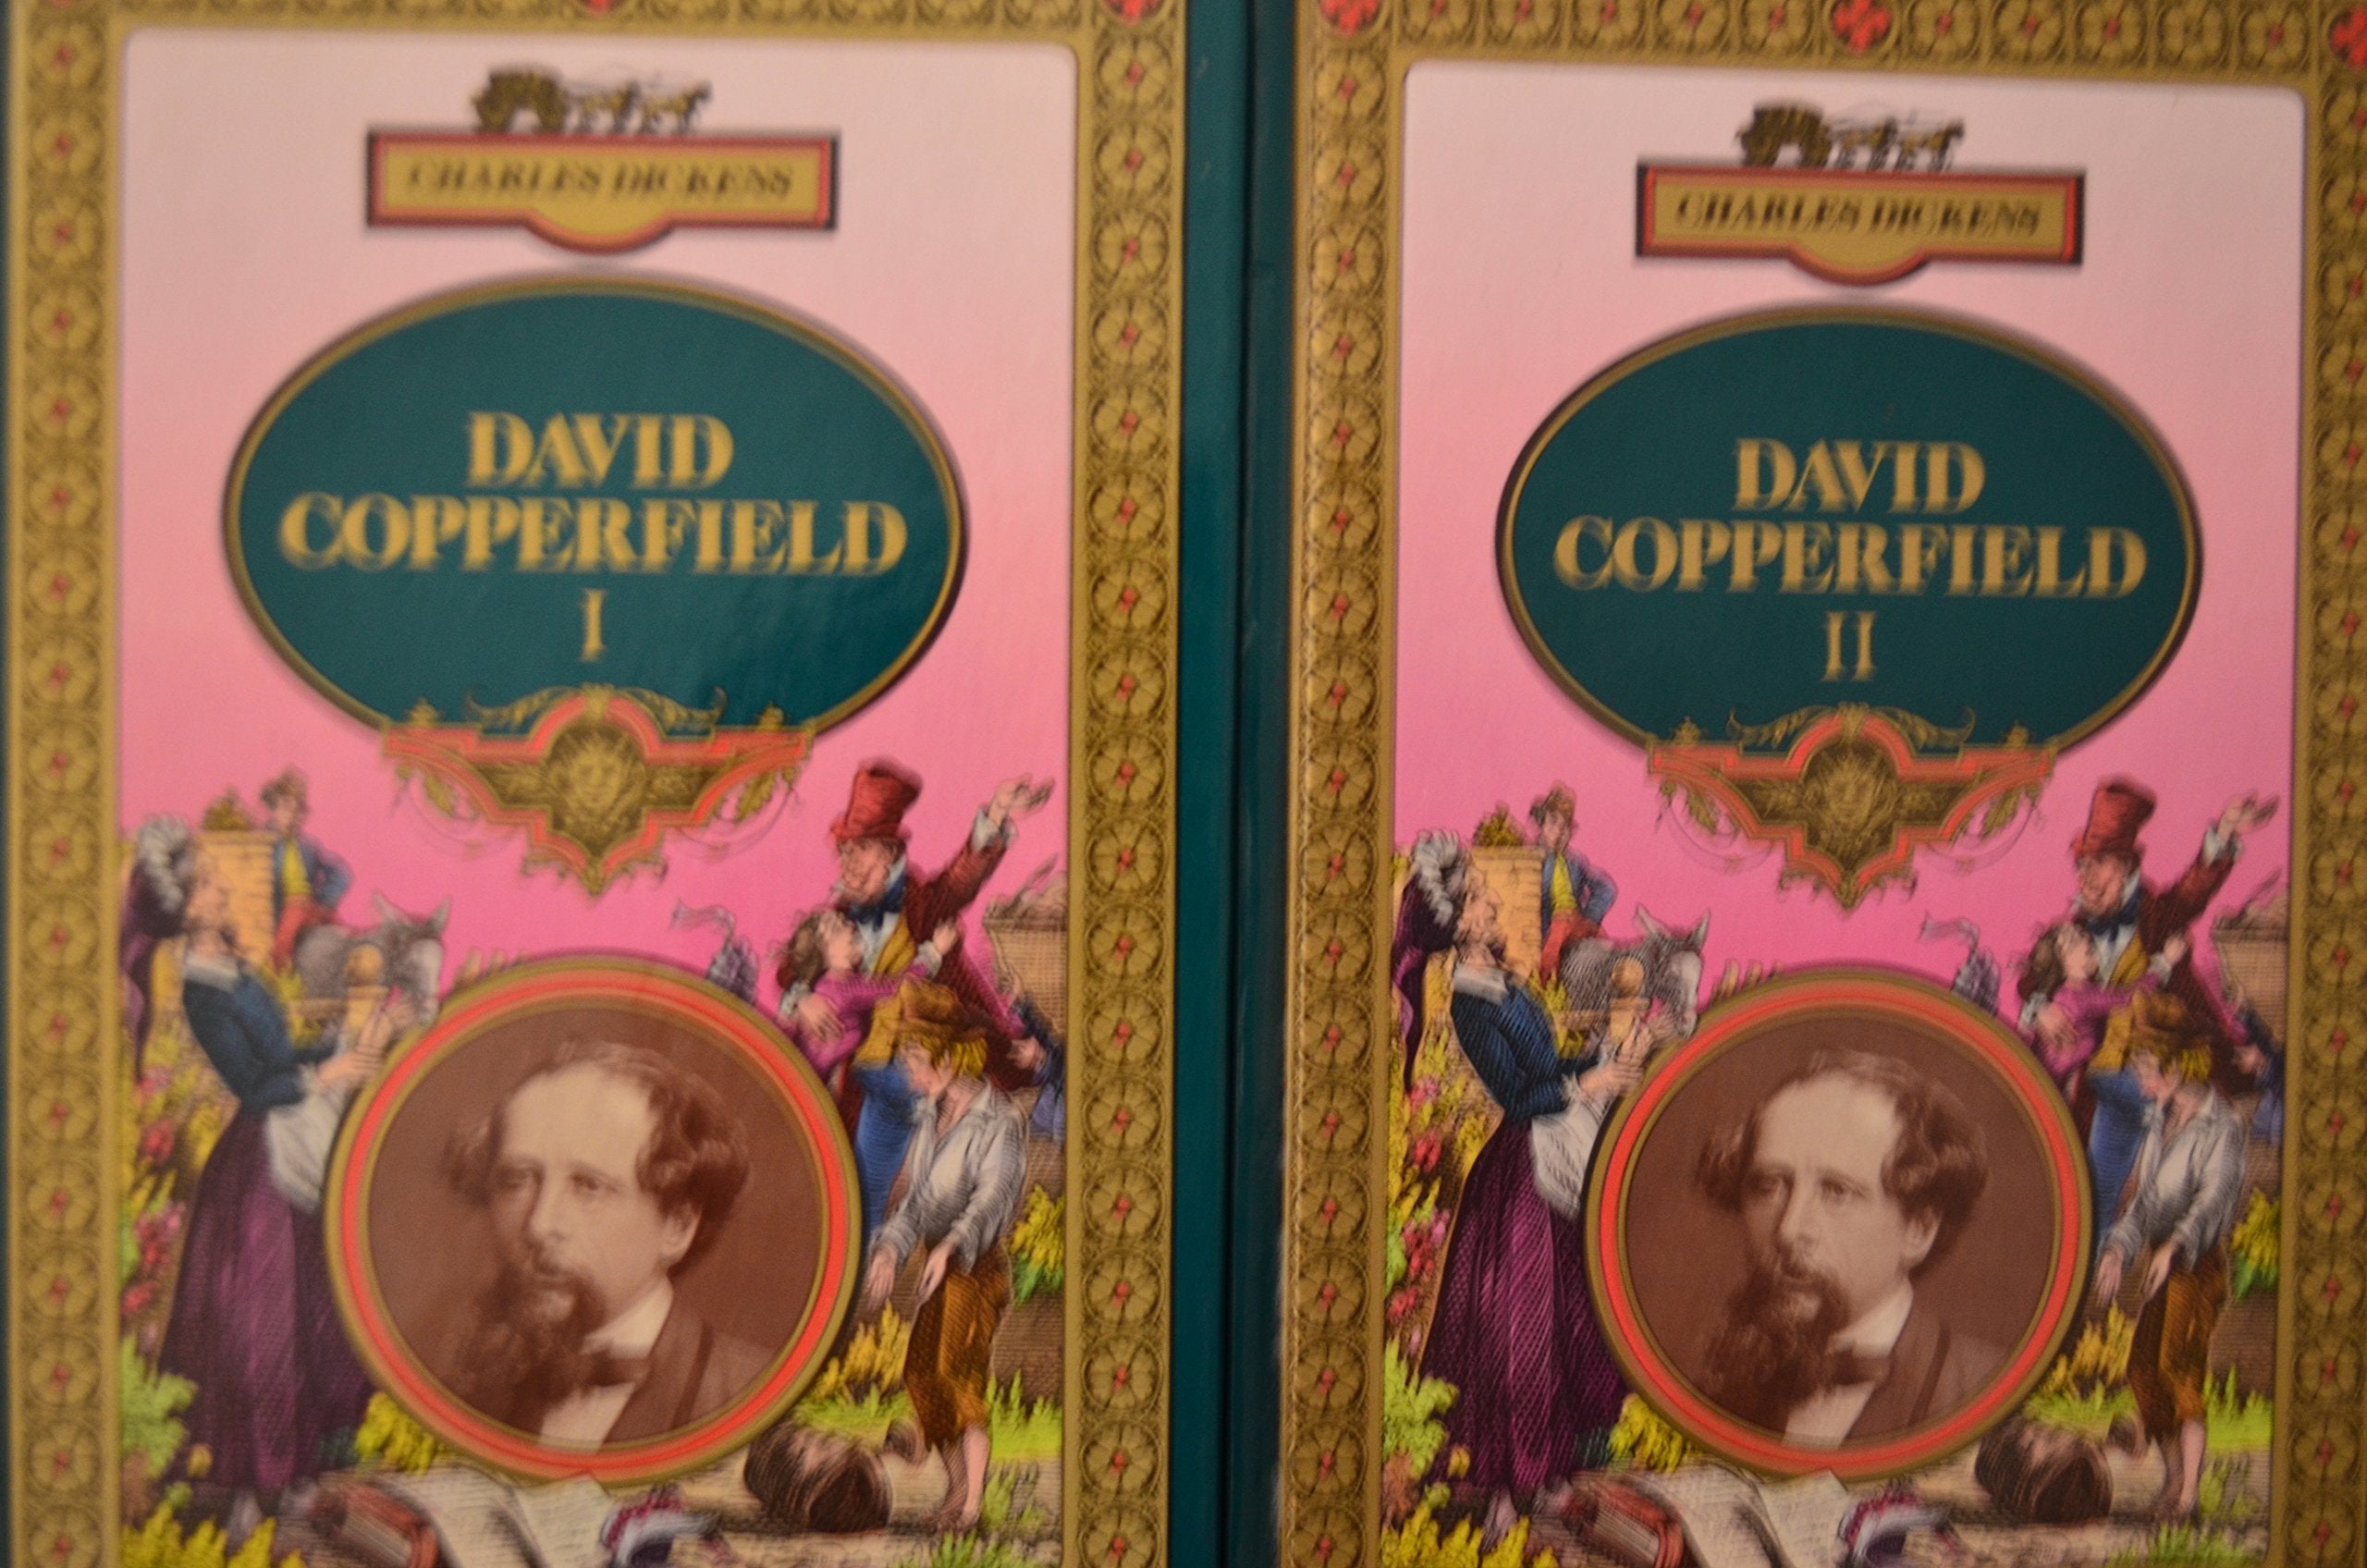 CHARLES DICKENS
DAVID
COPPERFIELD
I
CHARLES DICKENS
DAVID
COPPERFIELD
II